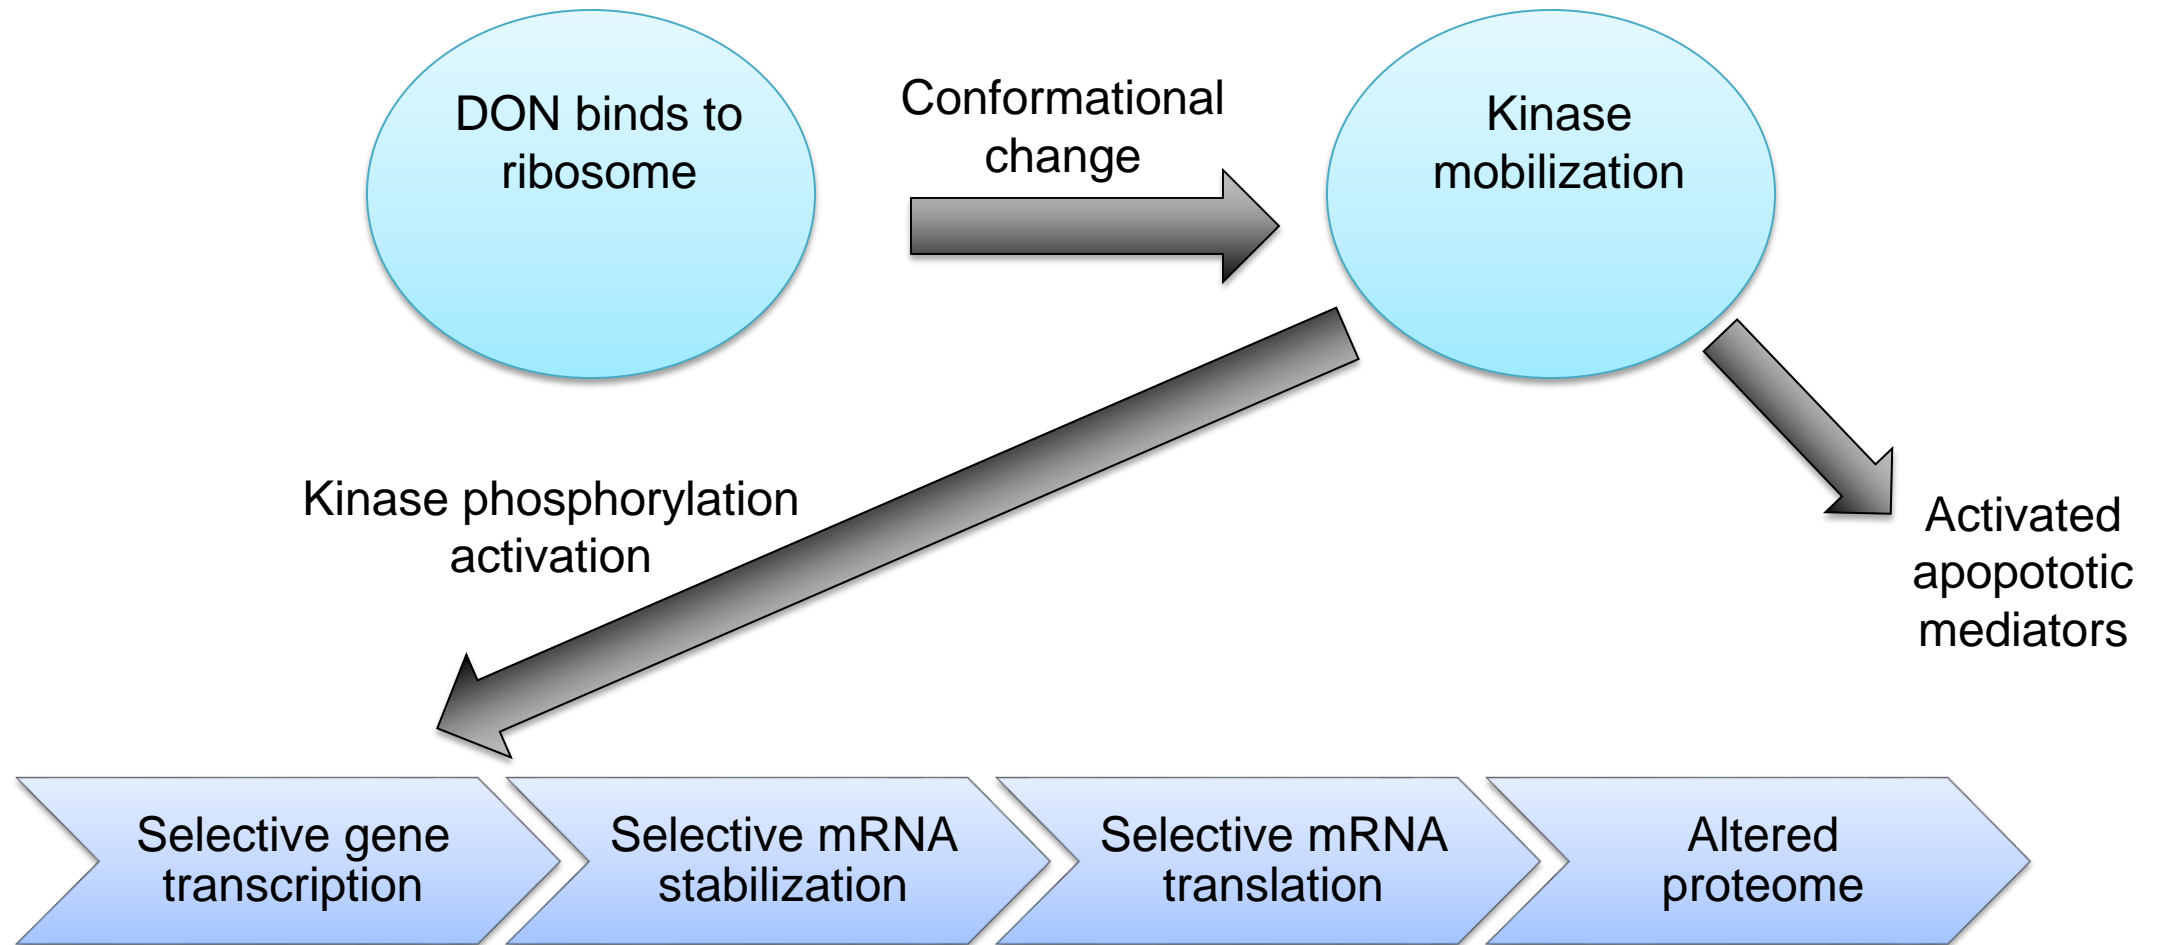 DON binds to
ribosome
Conformational
change
Kinase
mobilization
Kinase phosphorylation
activation
Activated
apopototic
mediators
Selective gene
transcription
Selective mRNA
stabilization
Selective mRNA
translation
Altered
proteome